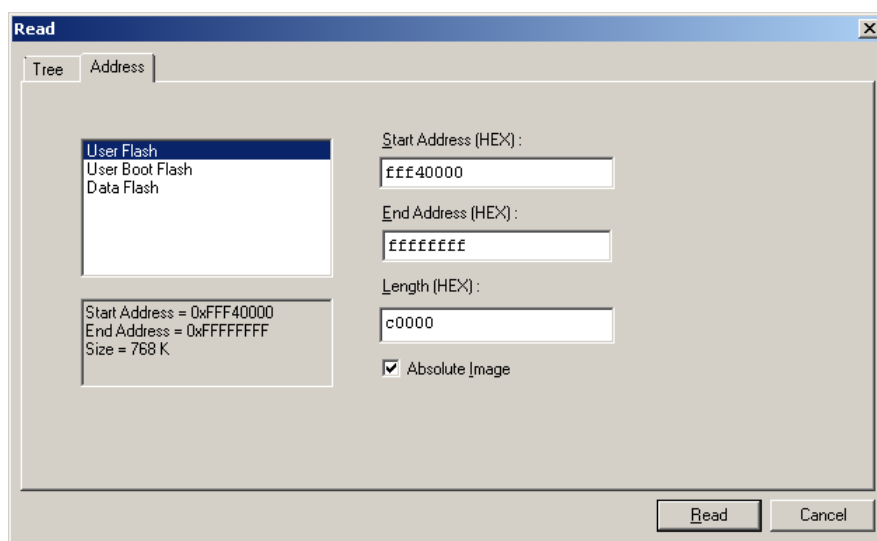 Read
Tree
Address
User Flash
User Boot Flash
Data Flash
Start Address = 0xFFF40000
End Address = 0xFFFFFFFF
Size = 768 K
Start Address (HEX) :
fff40000
End Address (HEX) :
ffffffff
Length (HEX) :
c0000
Absolute Image
Read
Cancel